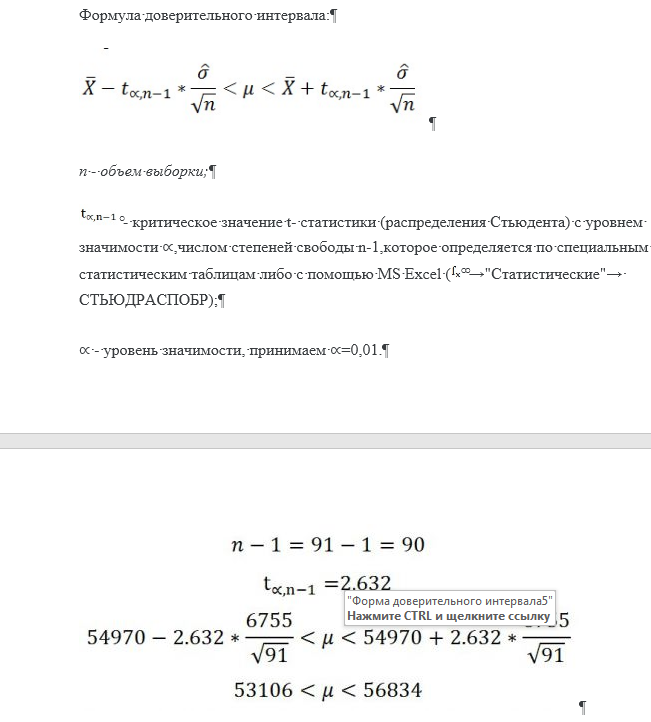 Формула·доверительного·интервала:¶
-
X̄ − t∝,n−1 * σ̂/√n < μ < X̄ + t∝,n−1 * σ̂/√n
¶
n·-·объем·выборки;¶
t∝,n−1 °-·критическое·значение·t-·статистики·(распределения·Стьюдента)·с·уровнем·
значимости·∝,числом·степеней·свободы·n-1,которое·определяется·по·специальным·
статистическим·таблицам·либо·с·помощью·MS·Excel·(fx°°→"Статистические"→·
СТЬЮДРАСПОБР);¶
∝·-·уровень·значимости,·принимаем·∝=0,01.¶
n − 1 = 91 − 1 = 90
t∝,n−1 =2.632
"Форма доверительного интервала5"
Нажмите CTRL и щелкните ссылку
54970 − 2.632 * 6755/√91 < μ < 54970 + 2.632 * 55/√91
53106 < μ < 56834
¶